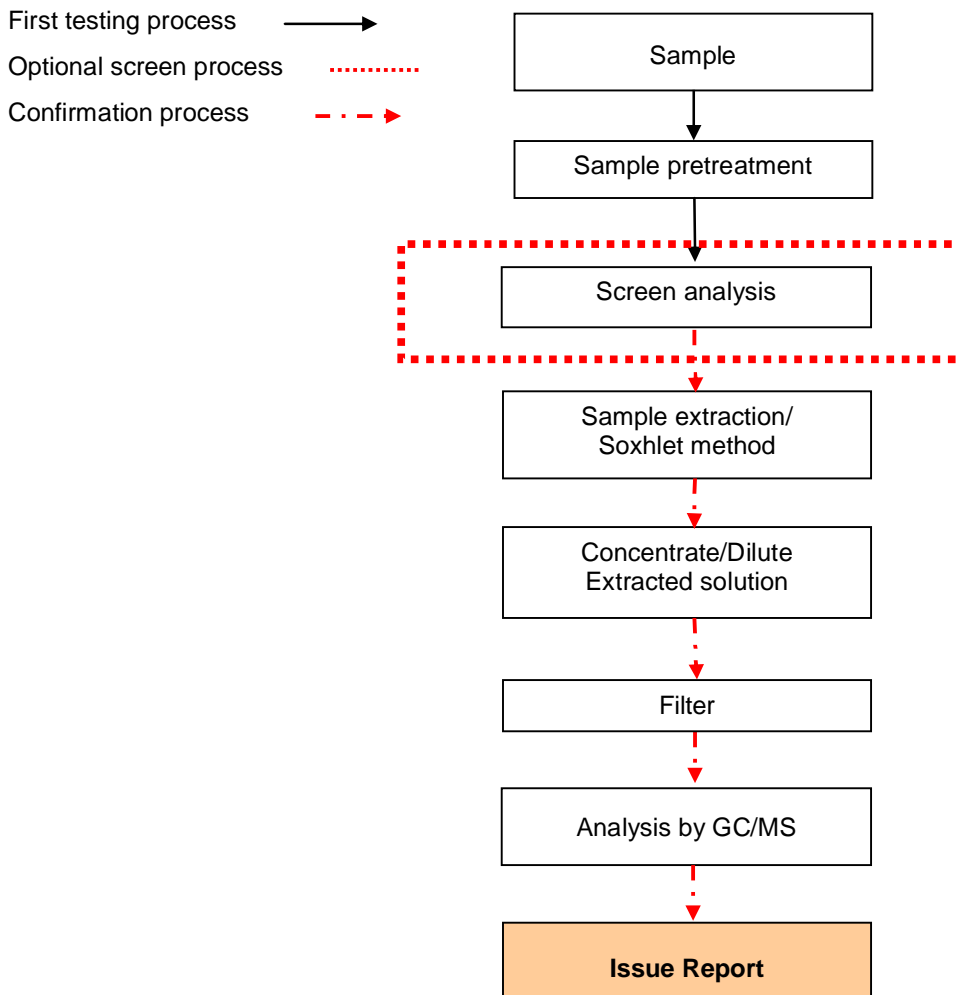 First testing process
Optional screen process
Confirmation process
Sample
Sample pretreatment
Screen analysis
Sample extraction/
Soxhlet method
Concentrate/Dilute
Extracted solution
Filter
Analysis by GC/MS
Issue Report